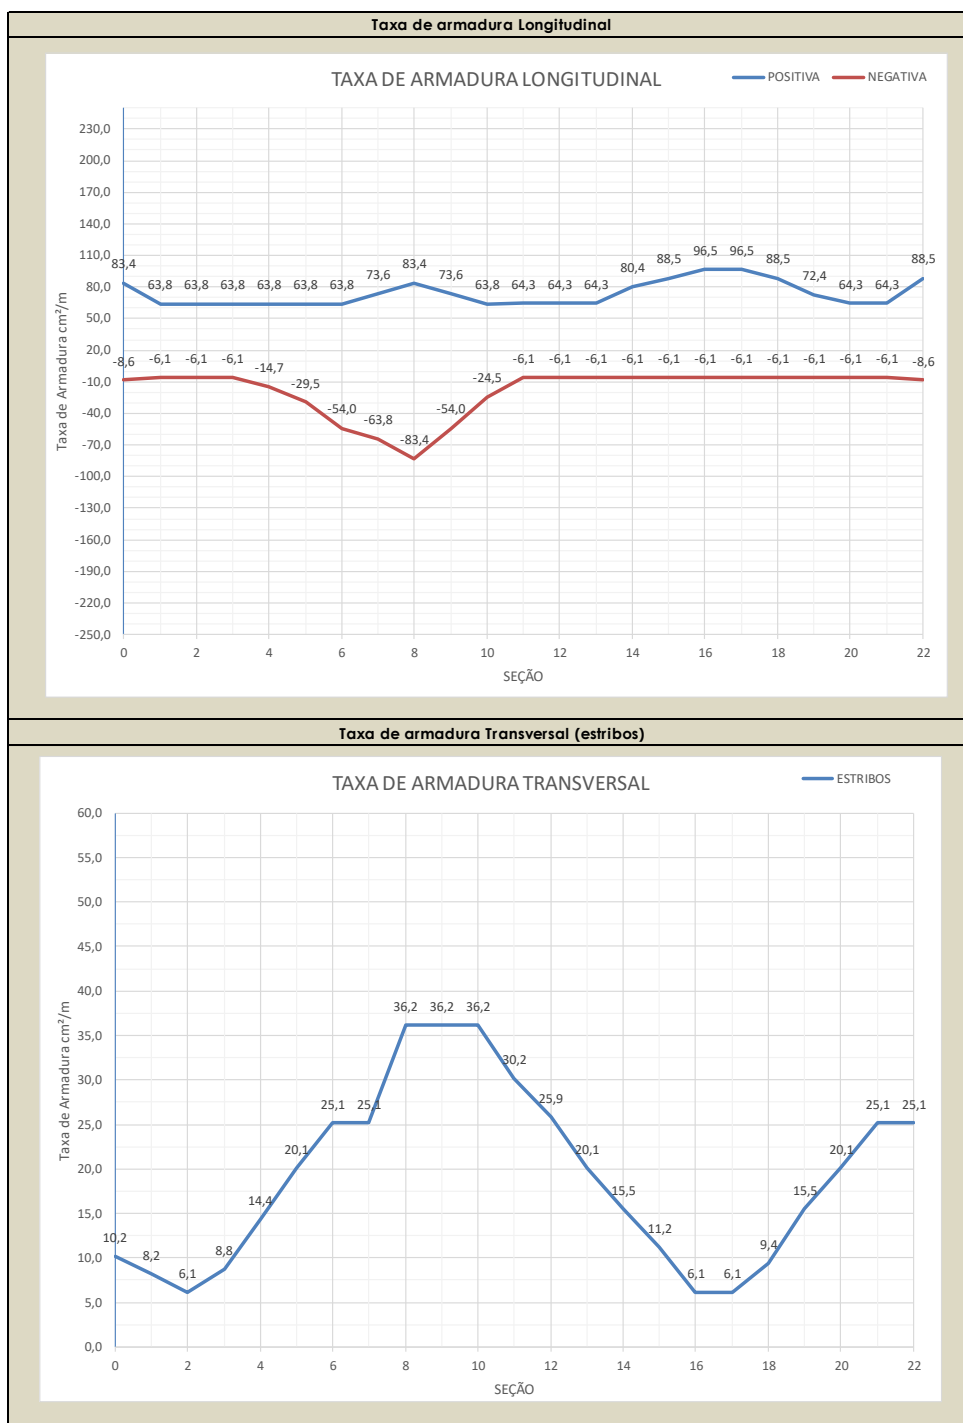 Taxa de armadura Longitudinal
TAXA DE ARMADURA LONGITUDINAL
POSITIVA NEGATIVA
230,0
200,0
170,0
140,0
110,0
80,0
50,0
20,0
-10,0
-40,0
-70,0
-100,0
-130,0
-160,0
-190,0
-220,0
-250,0
Taxa de Armadura cm²/m
83,4 63,8 63,8 63,8 63,8 63,8 63,8 73,6 83,4 73,6 63,8 64,3 64,3 64,3 80,4 88,5 96,5 96,5 88,5 72,4 64,3 64,3 88,5
-8,6 -6,1 -6,1 -6,1 -14,7 -29,5 -54,0 -63,8 -83,4 -54,0 -24,5 -6,1 -6,1 -6,1 -6,1 -6,1 -6,1 -6,1 -6,1 -6,1 -6,1 -6,1 -8,6
0 2 4 6 8 10 12 14 16 18 20 22
SEÇÃO
Taxa de armadura Transversal (estribos)
TAXA DE ARMADURA TRANSVERSAL
ESTRIBOS
60,0
55,0
50,0
45,0
40,0
35,0
30,0
25,0
20,0
15,0
10,0
5,0
0,0
Taxa de Armadura cm²/m
10,2 8,2 6,1 8,8 14,4 20,1 25,1 25,1 36,2 36,2 36,2 30,2 25,9 20,1 15,5 11,2 6,1 6,1 9,4 15,5 20,1 25,1 25,1
0 2 4 6 8 10 12 14 16 18 20 22
SEÇÃO